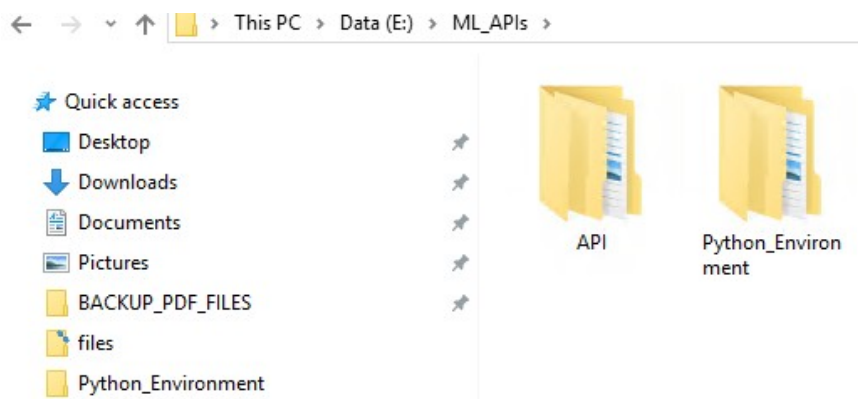 This PC > Data (E:) > ML_APIs >
Quick access
Desktop
Downloads
Documents
Pictures
BACKUP_PDF_FILES
files
Python_Environment
API
Python_Environ
ment